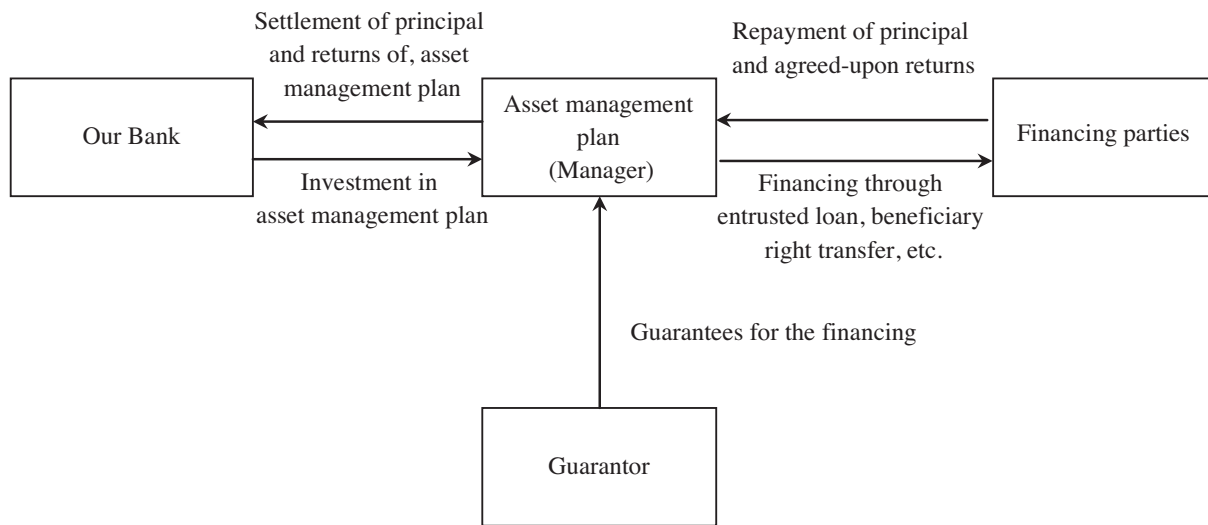 Settlement of principal
and returns of, asset
management plan
Repayment of principal
and agreed-upon returns
Our Bank
Asset management
plan
(Manager)
Financing parties
Investment in
asset management plan
Financing through
entrusted loan, beneficiary
right transfer, etc.
Guarantees for the financing
Guarantor